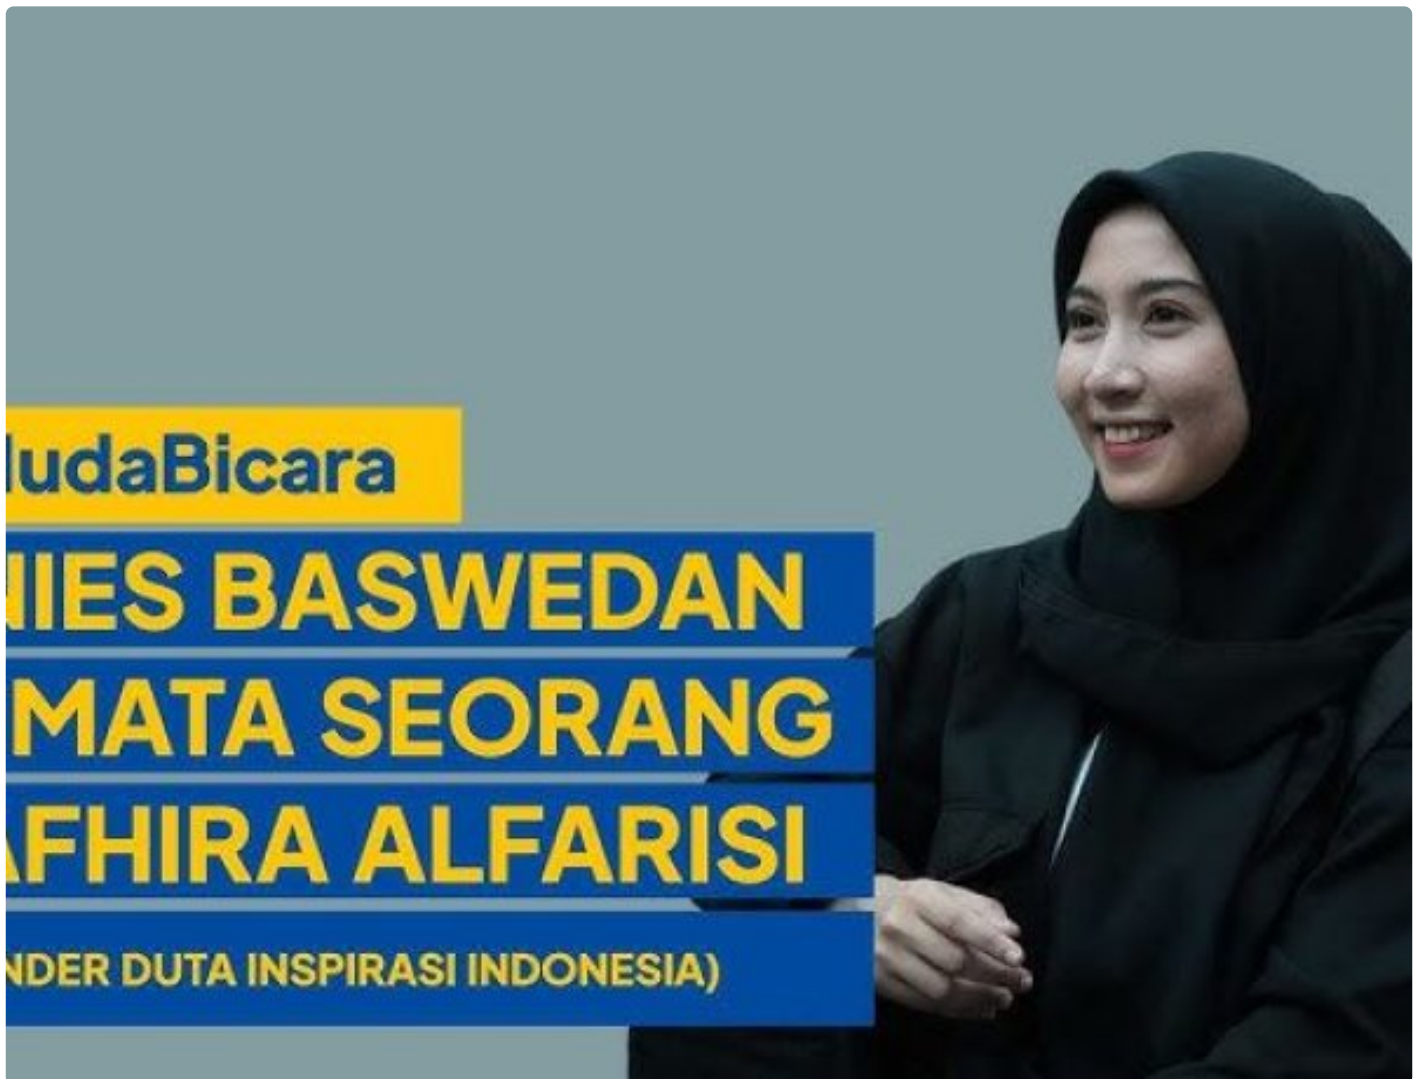 udaBicara
NIES BASWEDAN
MATA SEORANG
AFHIRA ALFARISI
NDER DUTA INSPIRASI INDONESIA)